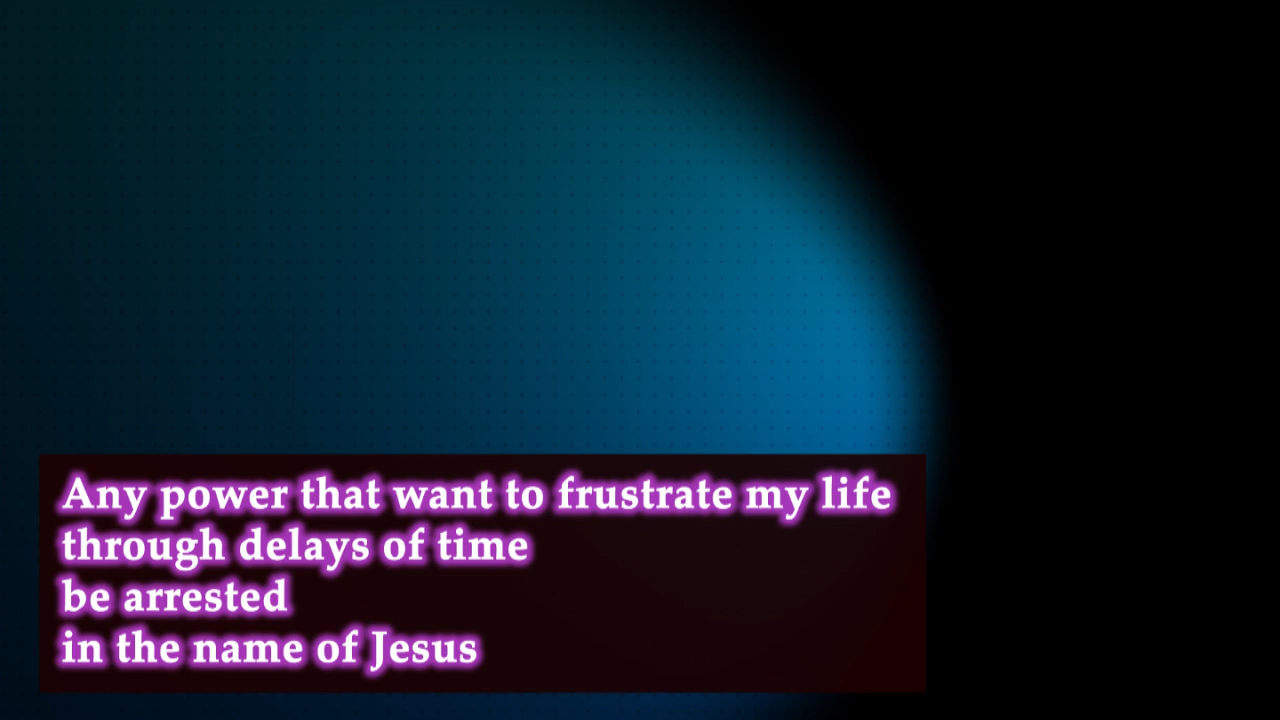 Any power that want to frustrate my life
through delays of time
be arrested
in the name of Jesus